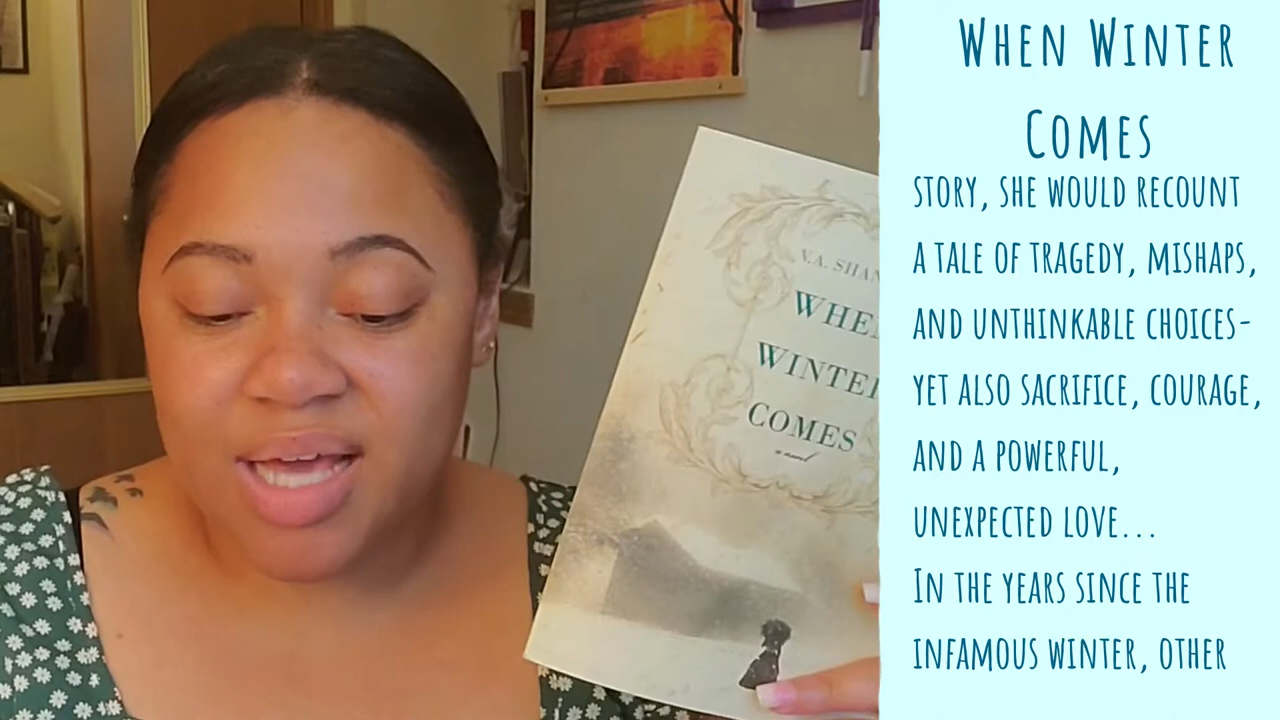 V.A. SHAN
WHEN
WINTER
COMES
a novel
When Winter
Comes
story, she would recount
a tale of tragedy, mishaps,
and unthinkable choices-
yet also sacrifice, courage,
and a powerful,
unexpected love...
In the years since the
infamous winter, other